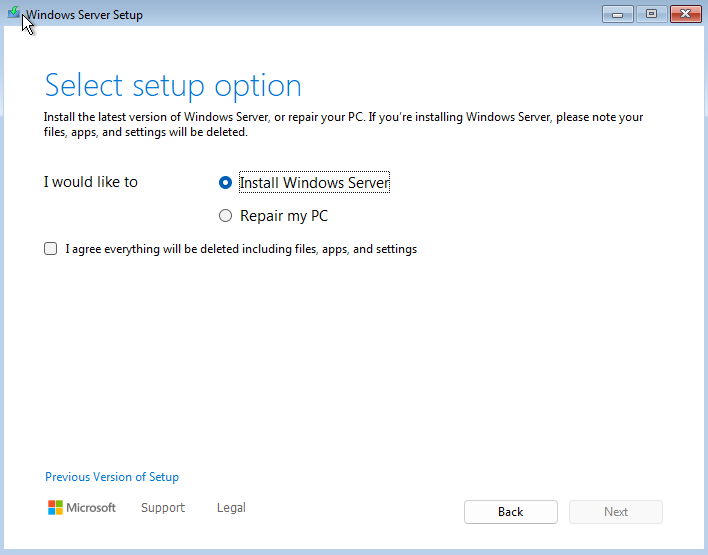 Windows Server Setup
Select setup option
Install the latest version of Windows Server, or repair your PC. If you're installing Windows Server, please note your
files, apps, and settings will be deleted.
I would like to
Install Windows Server
Repair my PC
I agree everything will be deleted including files, apps, and settings
Previous Version of Setup
Microsoft Support Legal
Back Next